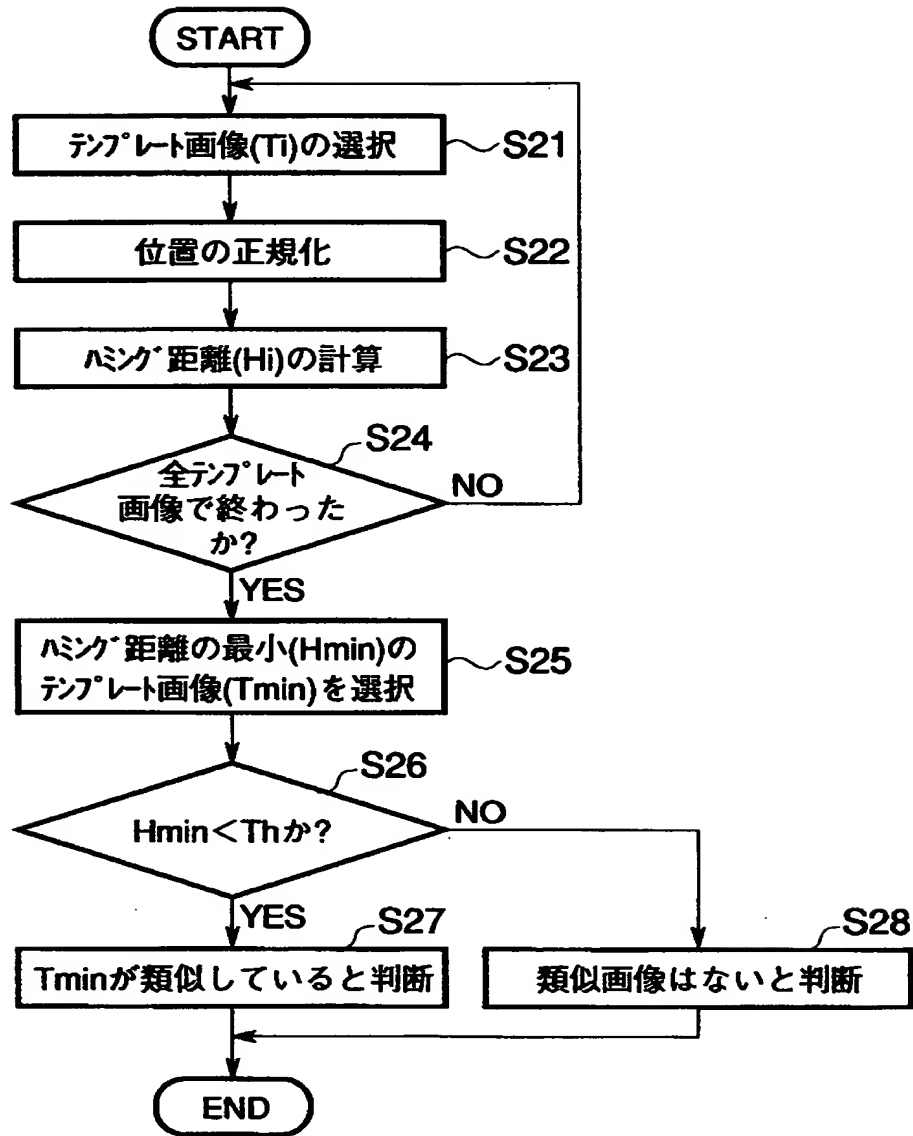 START
テンプレート画像(Ti)の選択
S21
位置の正規化
S22
ハミング距離(Hi)の計算
S23
S24
全テンプレート
画像で終わった
か?
NO
YES
ハミング距離の最小(Hmin)の
テンプレート画像(Tmin)を選択
S25
S26
Hmin<Thか?
NO
YES
S27
Tminが類似していると判断
S28
類似画像はないと判断
END